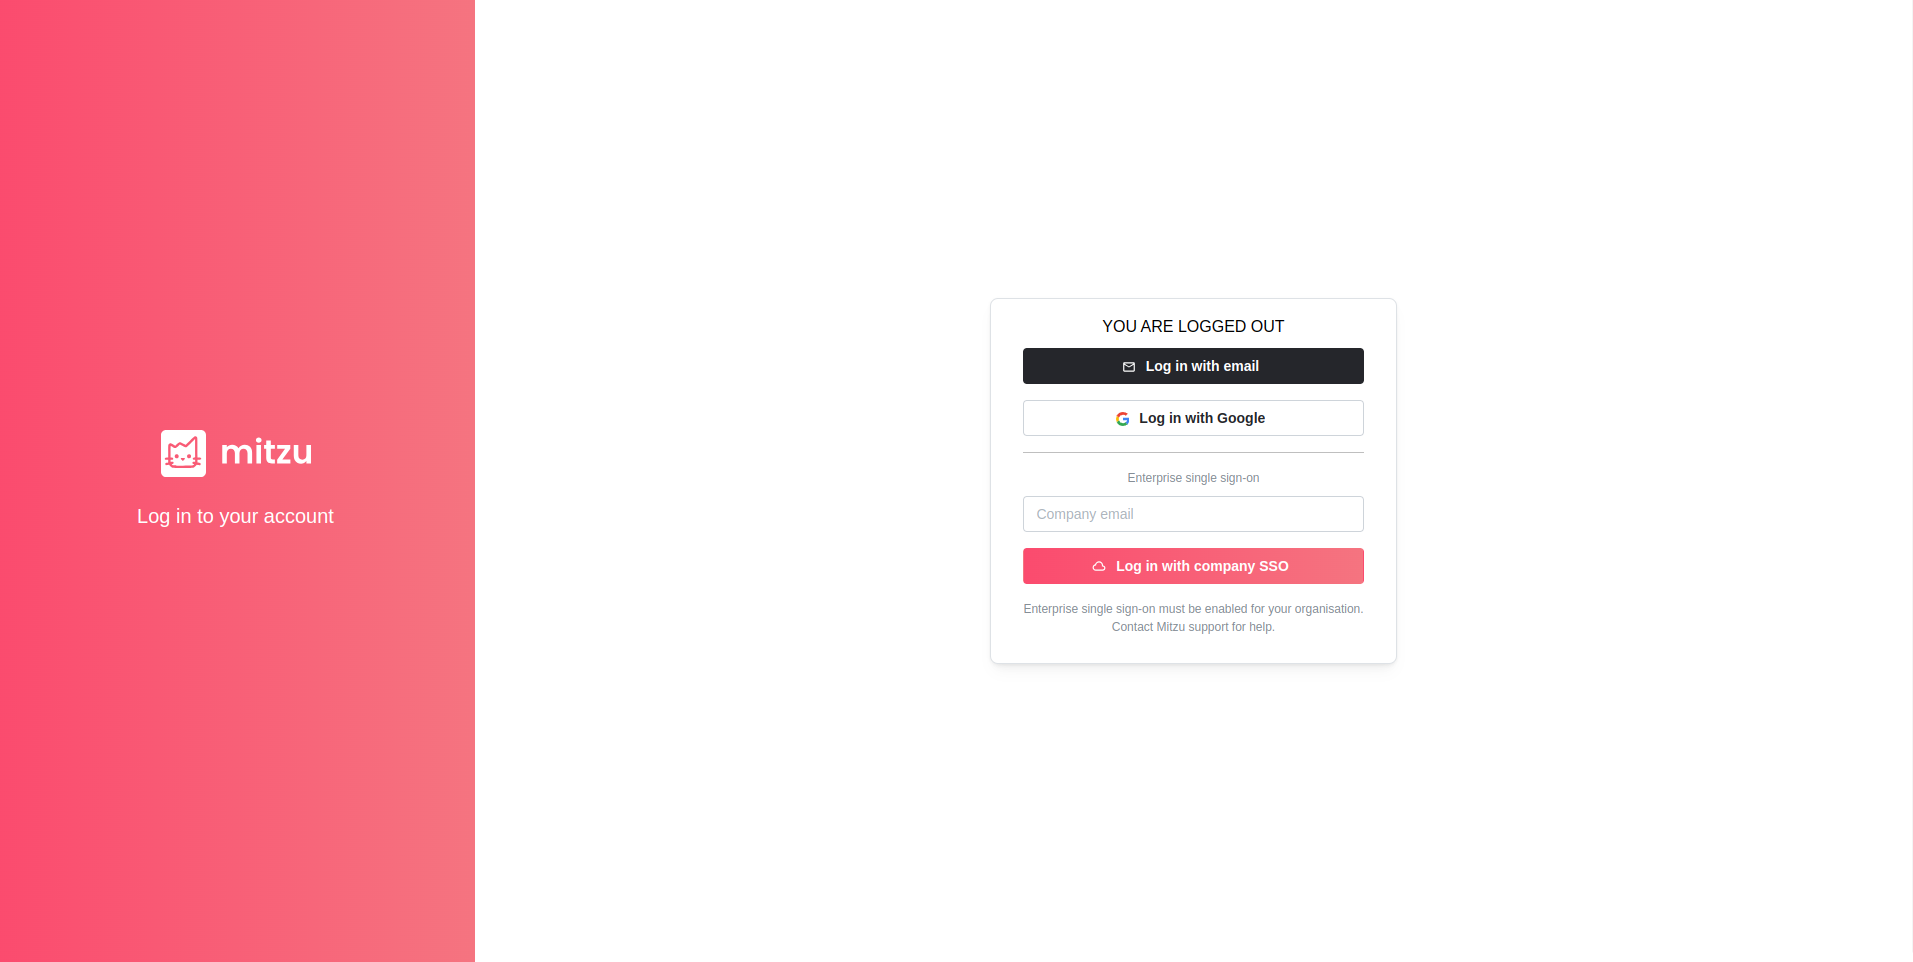 mitzu
Log in to your account
YOU ARE LOGGED OUT
Log in with email
Log in with Google
Enterprise single sign-on
Company email
Log in with company SSO
Enterprise single sign-on must be enabled for your organisation.
Contact Mitzu support for help.